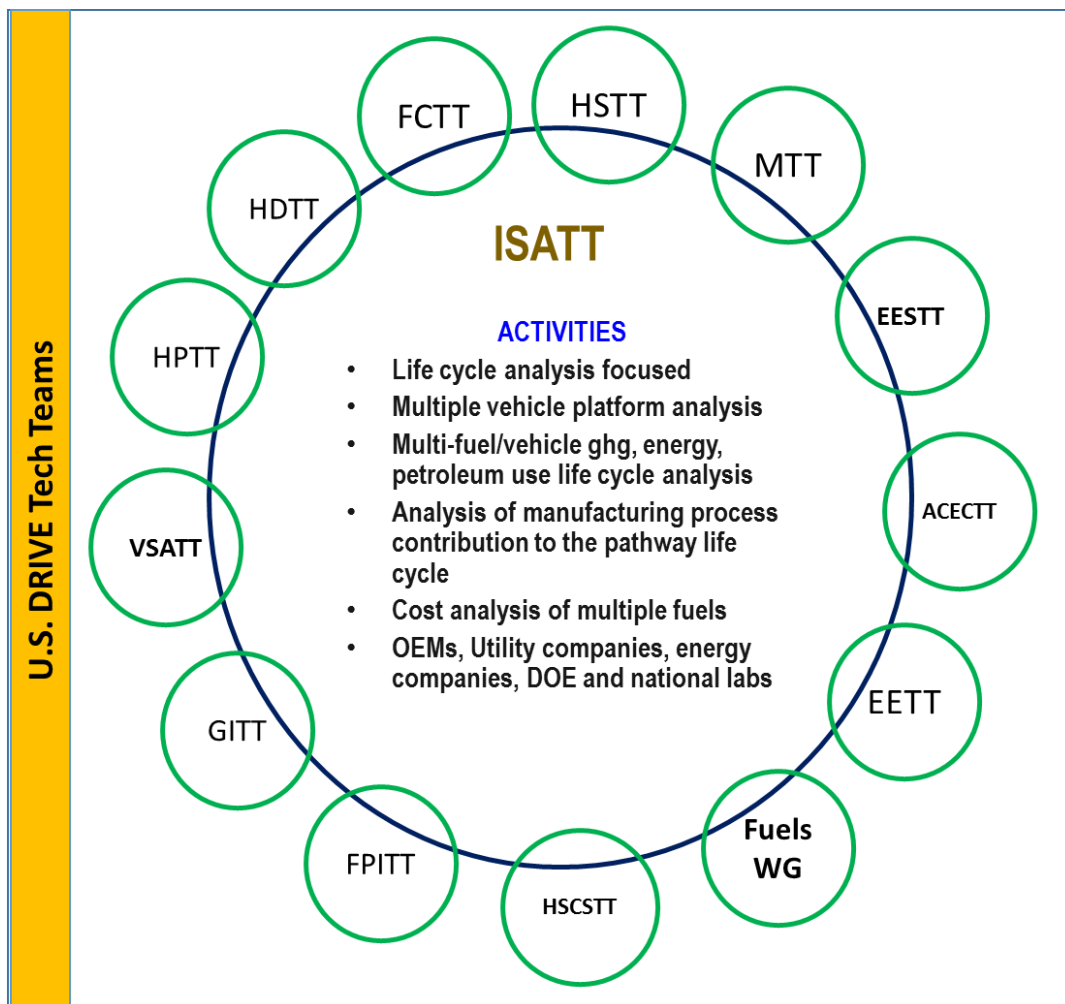 U.S. DRIVE Tech Teams
FCTT
HSTT
MTT
HDTT
ISATT
EESTT
HPTT
ACTIVITIES
• Life cycle analysis focused
• Multiple vehicle platform analysis
• Multi-fuel/vehicle ghg, energy,
petroleum use life cycle analysis
• Analysis of manufacturing process
contribution to the pathway life
cycle
• Cost analysis of multiple fuels
• OEMs, Utility companies, energy
companies, DOE and national labs
ACECTT
VSATT
EETT
GITT
Fuels
WG
FPITT
HSCSTT